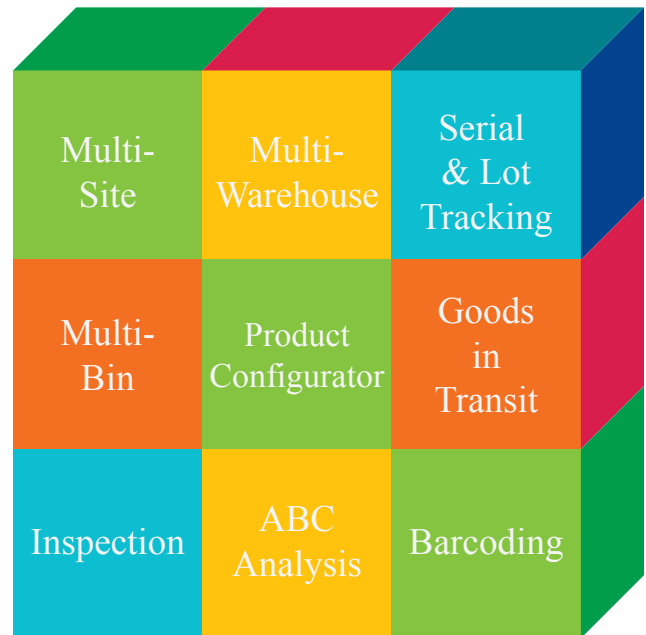 Multi-
Site
Multi-
Warehouse
Serial
& Lot
Tracking
Multi-
Bin
Product
Configurator
Goods
in
Transit
Inspection
ABC
Analysis
Barcoding